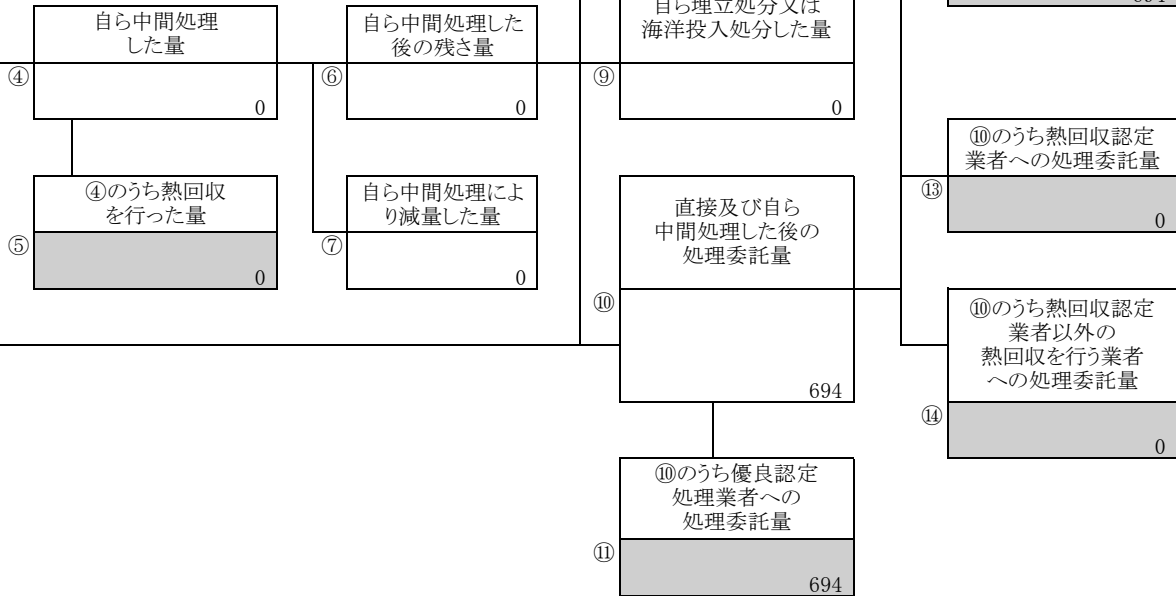 自ら中間処理
した量
④
0
自ら中間処理した
後の残さ量
⑥
0
自ら埋立処分又は
海洋投入処分した量
⑨
0
⑩のうち熱回収認定
業者への処理委託量
⑬
0
④のうち熱回収
を行った量
⑤
0
自ら中間処理によ
り減量した量
⑦
0
直接及び自ら
中間処理した後の
処理委託量
⑩
694
⑩のうち熱回収認定
業者以外の
熱回収を行う業者
への処理委託量
⑭
0
⑩のうち優良認定
処理業者への
処理委託量
⑪
694